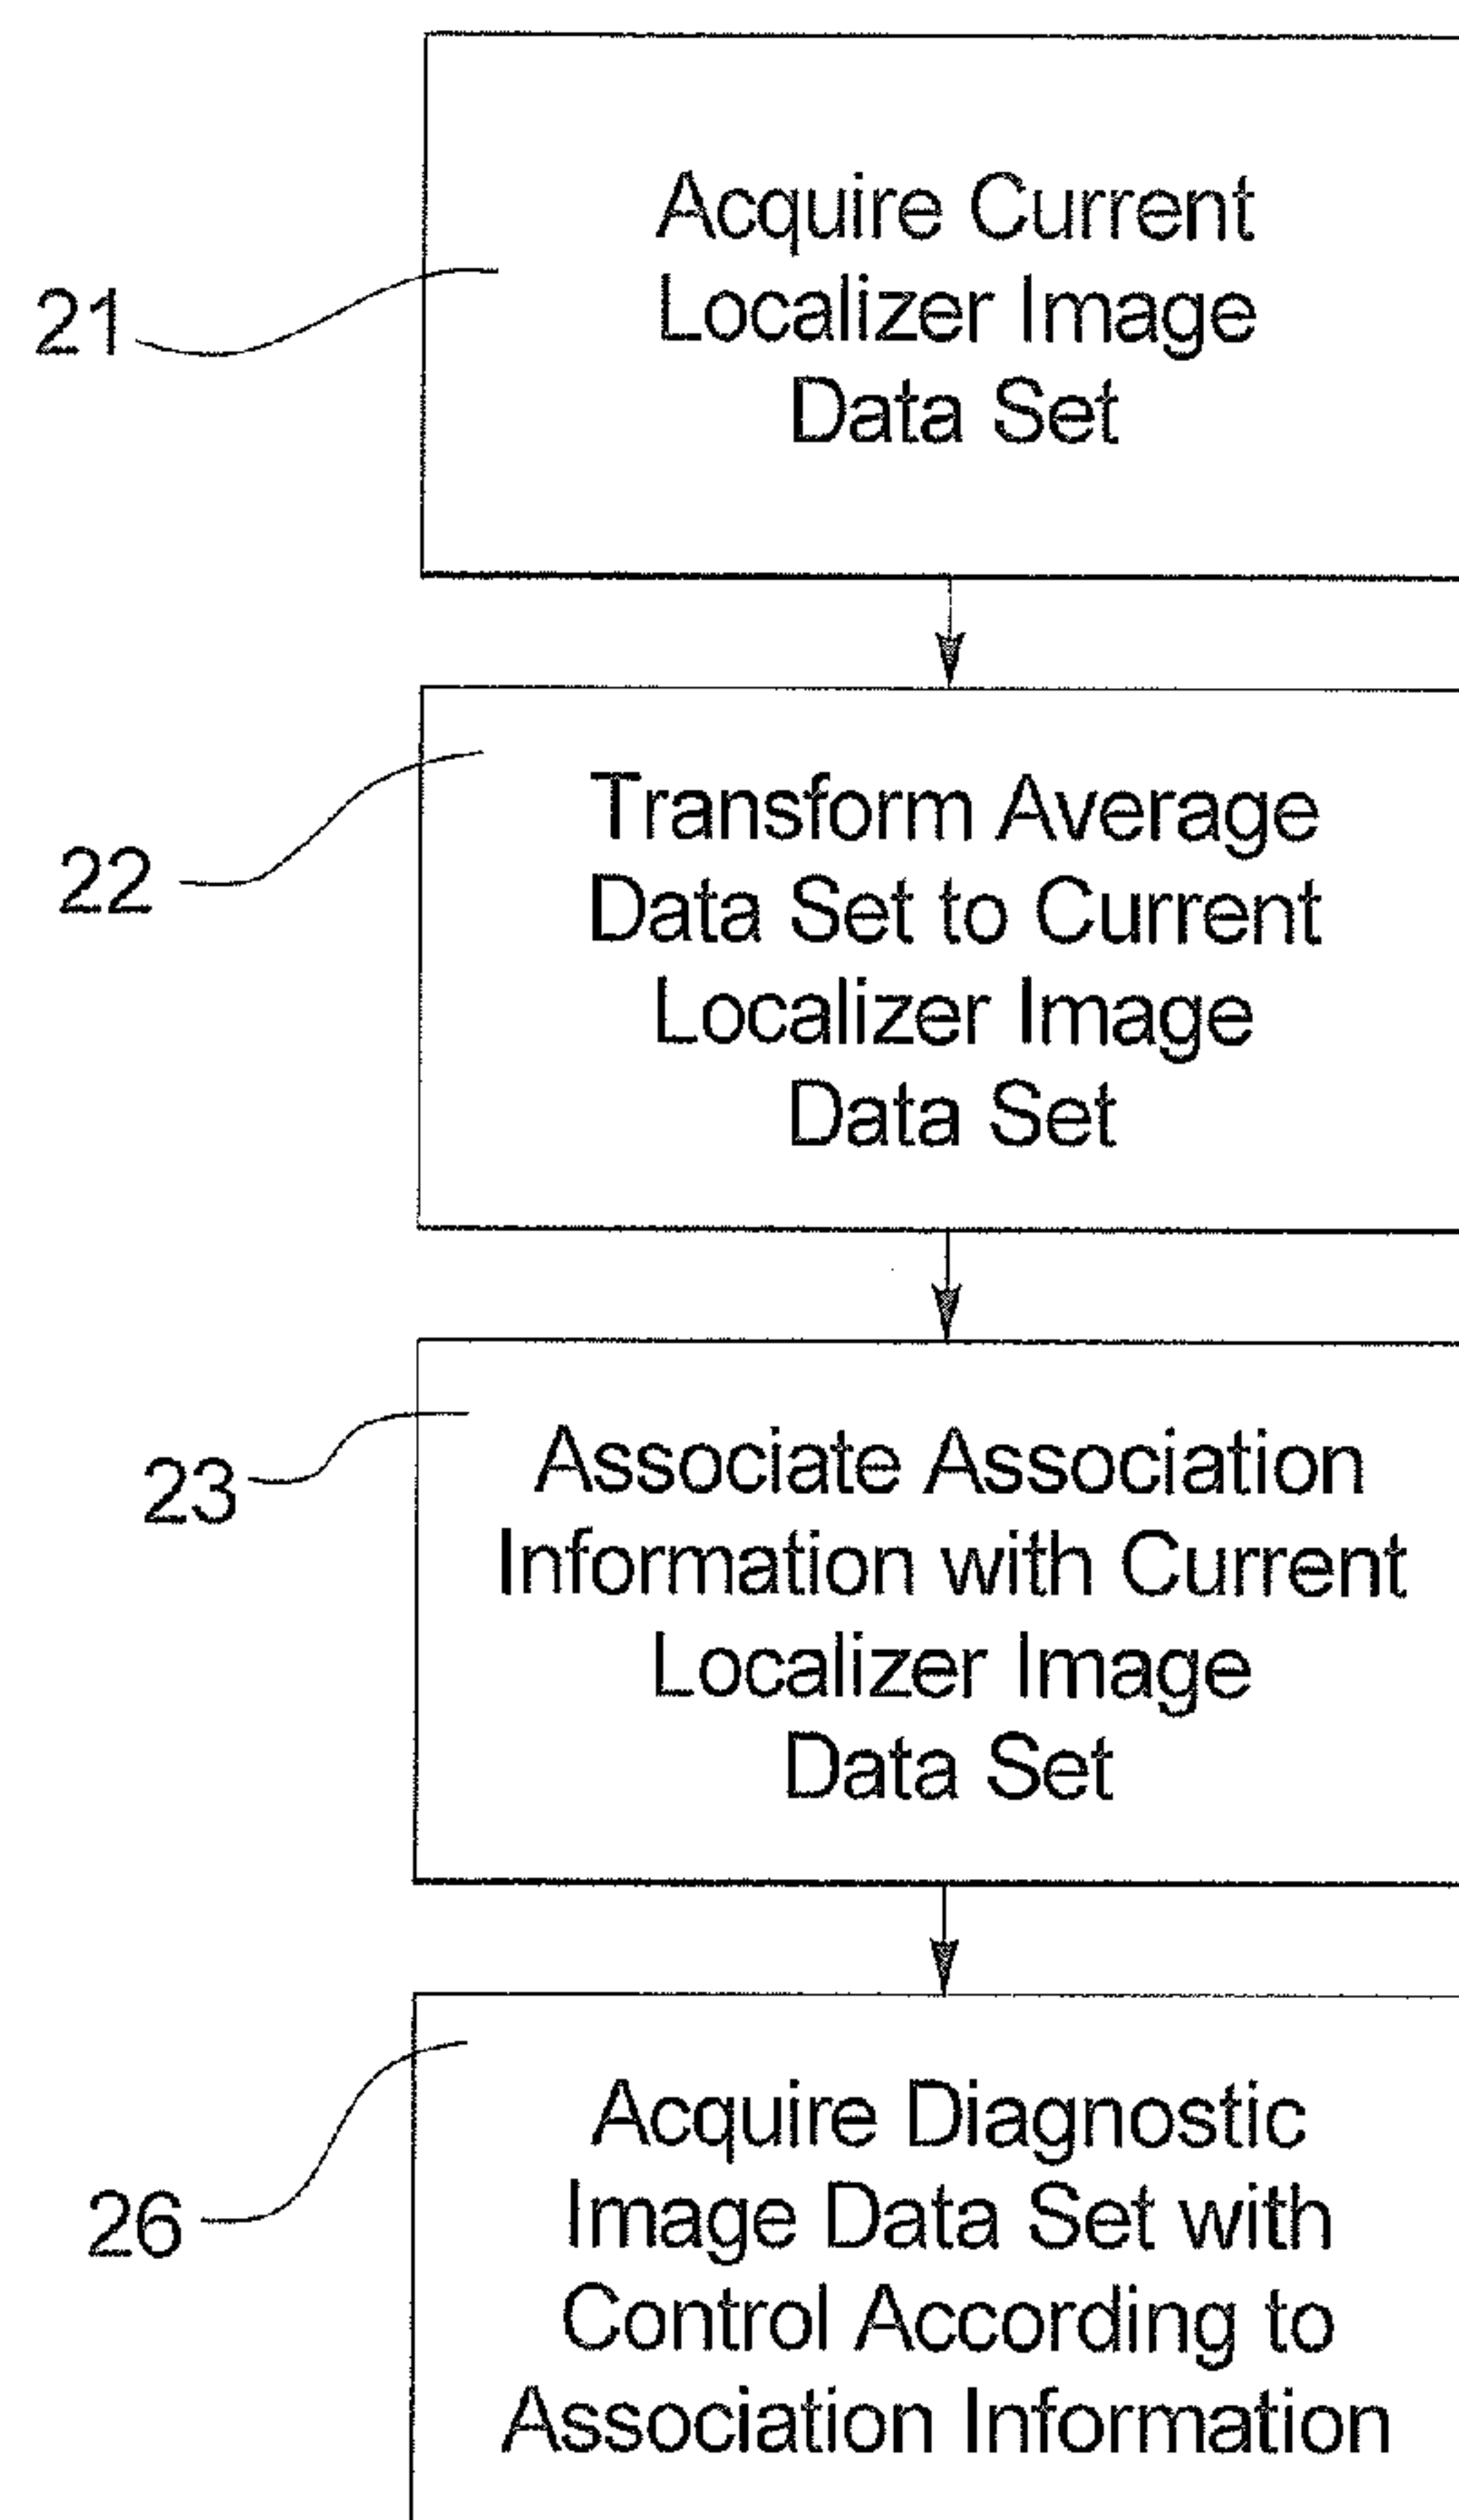 21
Acquire Current
Localizer Image
Data Set
22
Transform Average
Data Set to Current
Localizer Image
Data Set
23
Associate Association
Information with Current
Localizer Image
Data Set
26
Acquire Diagnostic
Image Data Set with
Control According to
Association Information